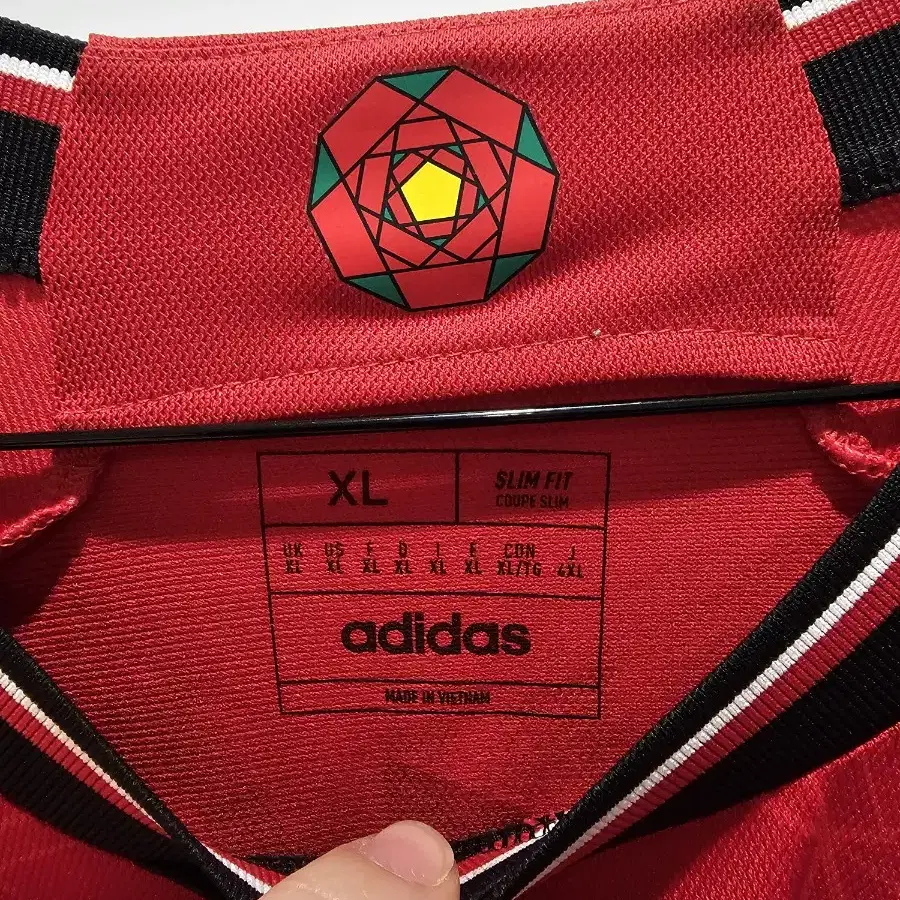 XL
SLIM FIT
COUPE SLIM
UK US F D I E CDN J
XL XL XL XL XL XL XL/TG 4XL
adidas
MADE IN VIETNAM